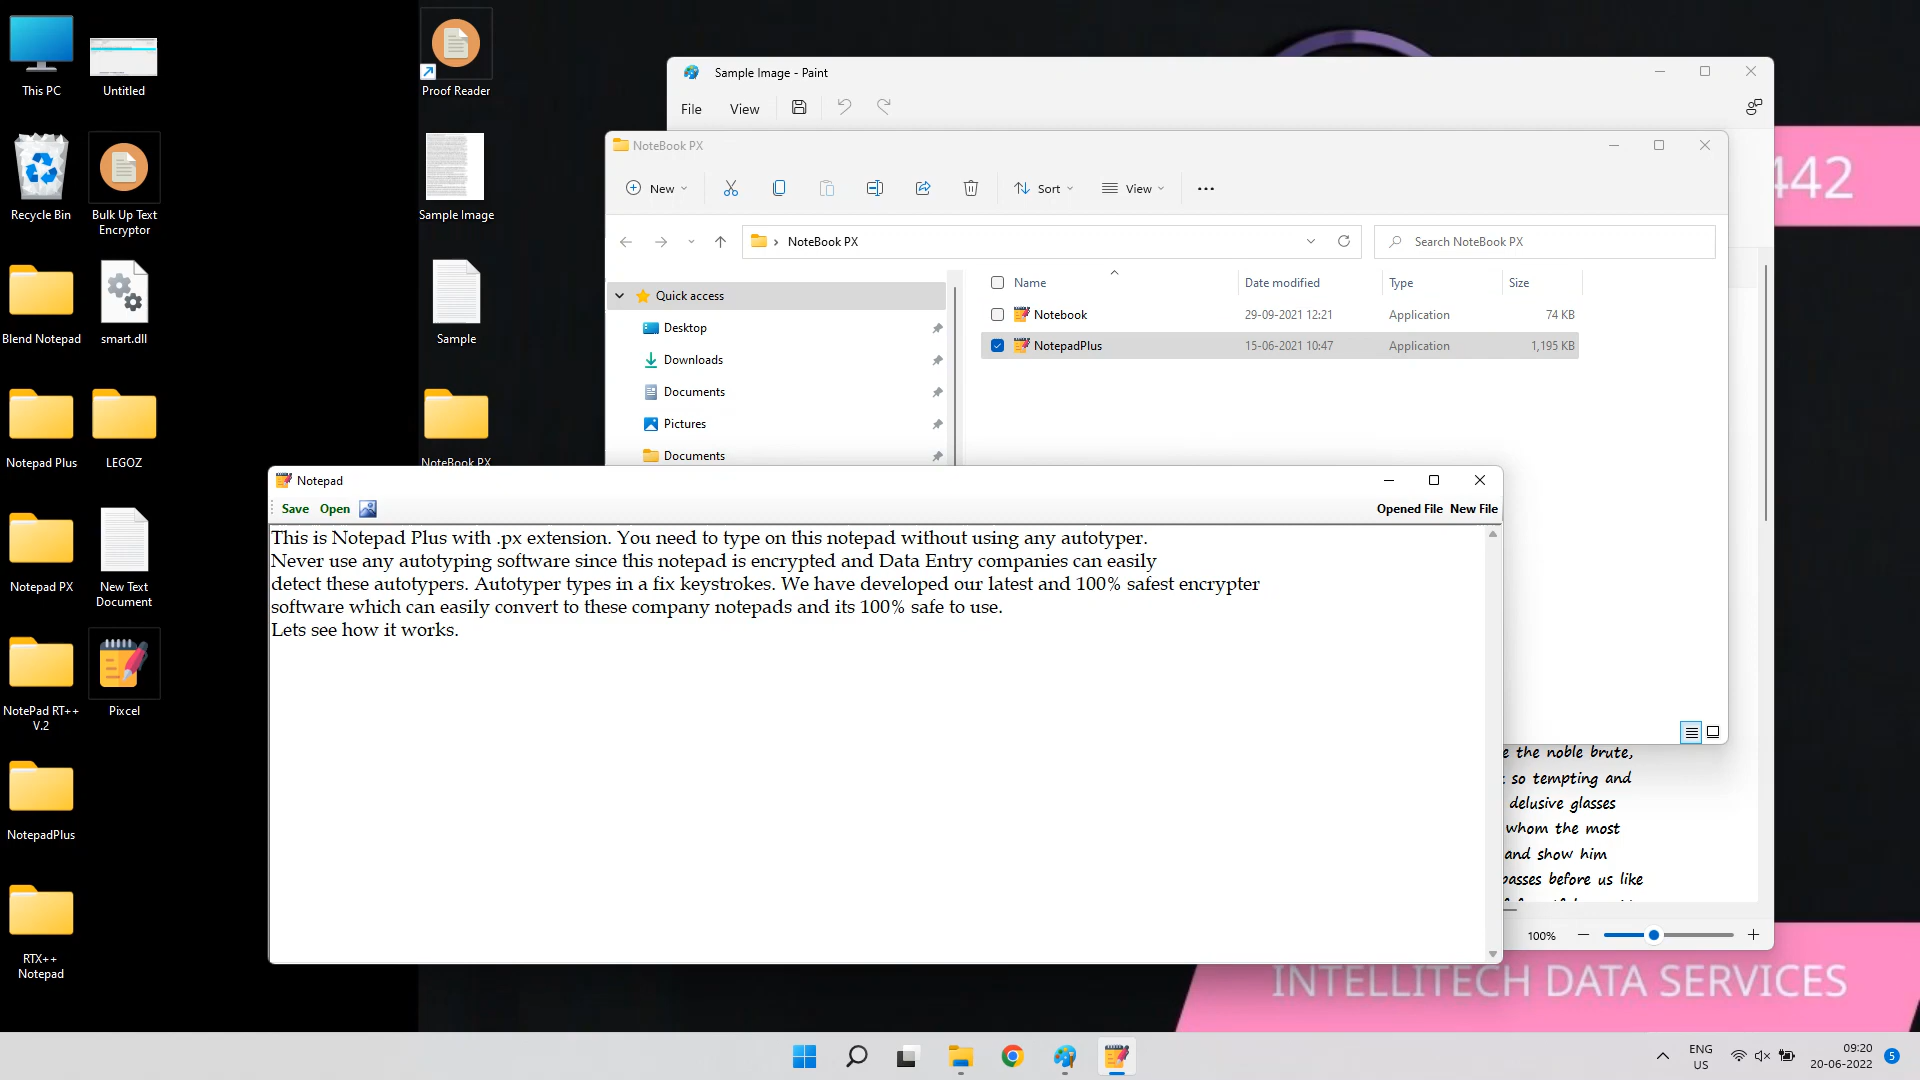 This PC
Untitled
Proof Reader
Recycle Bin
Bulk Up Text
Encryptor
Sample Image
Blend Notepad
smart.dll
Sample
Notepad Plus
LEGOZ
NoteBook PX
Notepad PX
New Text
Document
NotePad RT++
V.2
Pixcel
NotepadPlus
RTX++
Notepad
Sample Image - Paint
File View
442
NoteBook PX
New Sort View
NoteBook PX
Search NoteBook PX
Quick access
Desktop
Downloads
Documents
Pictures
Documents
Name Date modified Type Size
Notebook 29-09-2021 12:21 Application 74 KB
NotepadPlus 15-06-2021 10:47 Application 1,195 KB
Notepad
Save Open Opened File New File
This is Notepad Plus with .px extension. You need to type on this notepad without using any autotyper.
Never use any autotyping software since this notepad is encrypted and Data Entry companies can easily
detect these autotypers. Autotyper types in a fix keystrokes. We have developed our latest and 100% safest encrypter
software which can easily convert to these company notepads and its 100% safe to use.
Lets see how it works.
the noble brute,
so tempting and
delusive glasses
whom the most
and show him
passes before us like
100%
INTELLITECH DATA SERVICES
ENG
US
09:20
20-06-2022
5